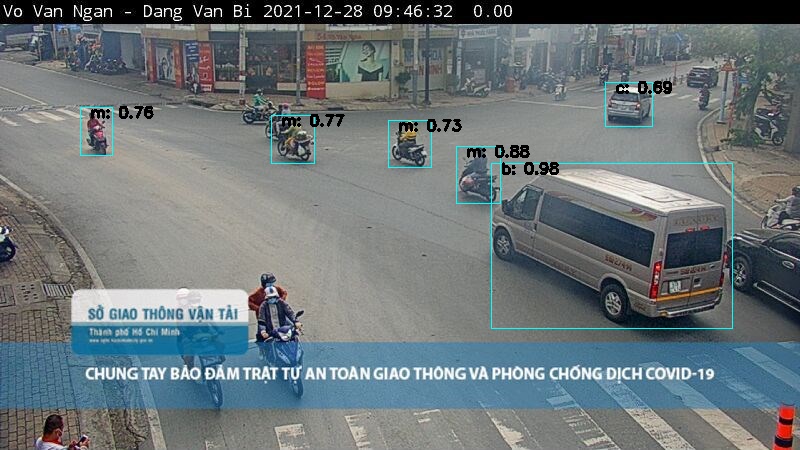 Vo Van Ngan - Dang Van Bi 2021-12-28 09:46:32 0.00
c: 0.69
m: 0.76
m: 0.77
m: 0.73
m: 0.88
b: 0.98
SỞ GIAO THÔNG VẬN TẢI
Thành phố Hồ Chí Minh
CHUNG TAY BẢO ĐẢM TRẬT TỰ AN TOÀN GIAO THÔNG VÀ PHÒNG CHỐNG DỊCH COVID-19